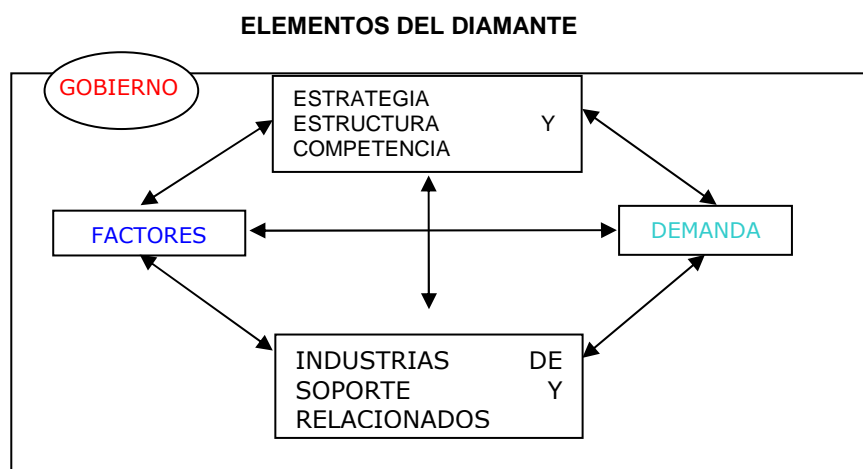 ELEMENTOS DEL DIAMANTE
GOBIERNO
ESTRATEGIA
ESTRUCTURA Y
COMPETENCIA
FACTORES
DEMANDA
INDUSTRIAS DE
SOPORTE Y
RELACIONADOS